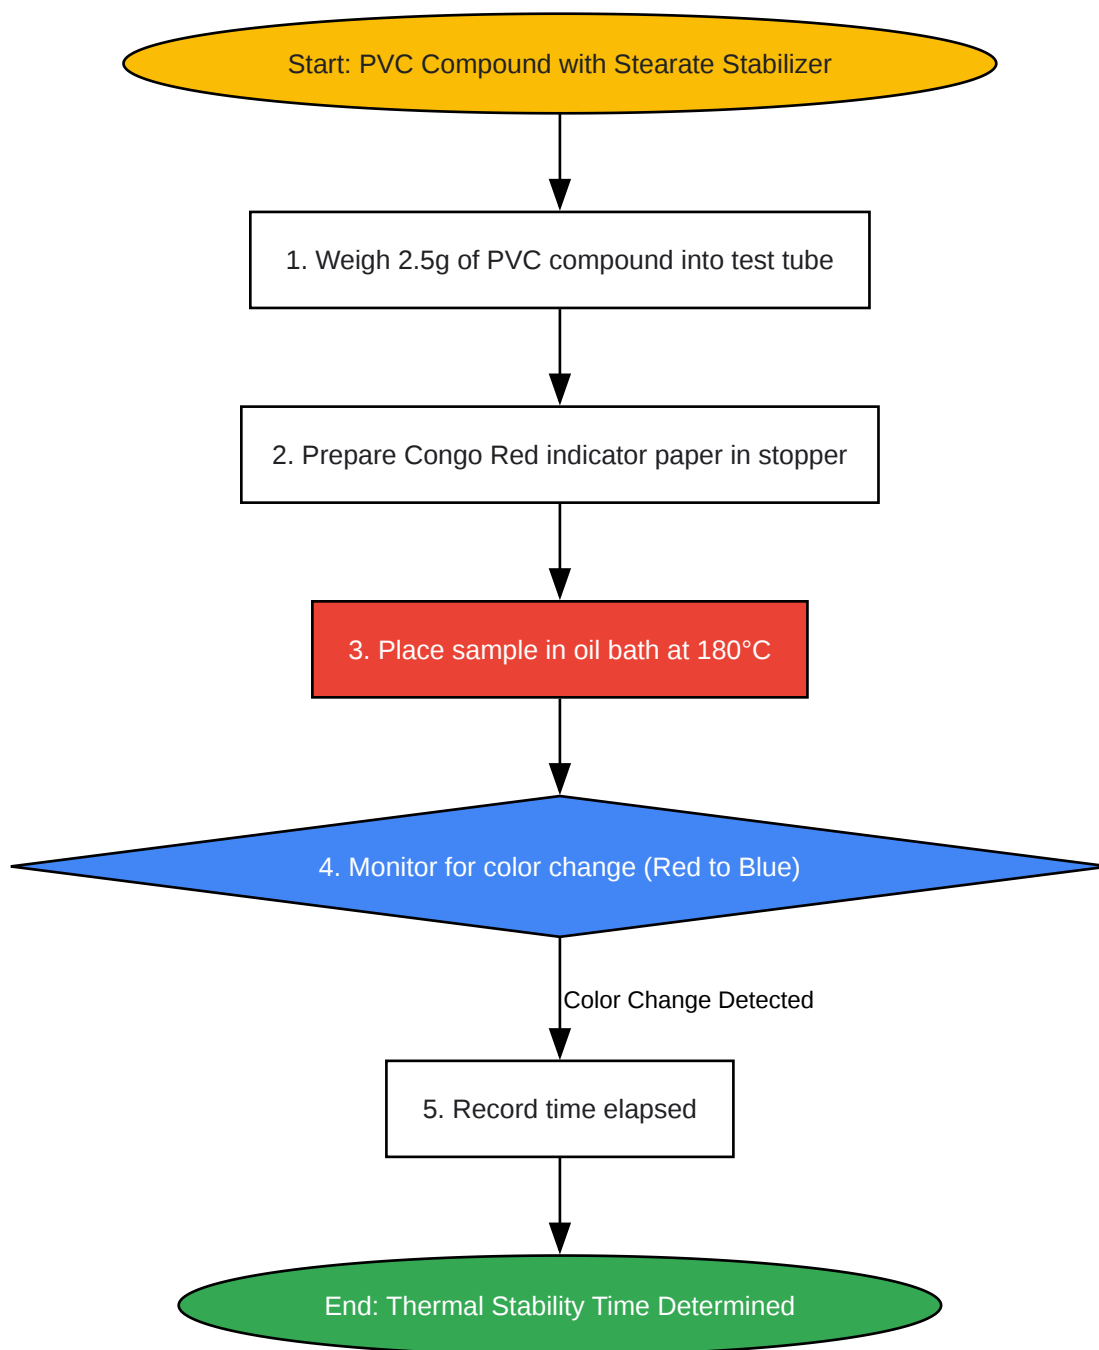 Start: PVC Compound with Stearate Stabilizer
1. Weigh 2.5g of PVC compound into test tube
2. Prepare Congo Red indicator paper in stopper
3. Place sample in oil bath at 180°C
4. Monitor for color change (Red to Blue)
Color Change Detected
5. Record time elapsed
End: Thermal Stability Time Determined